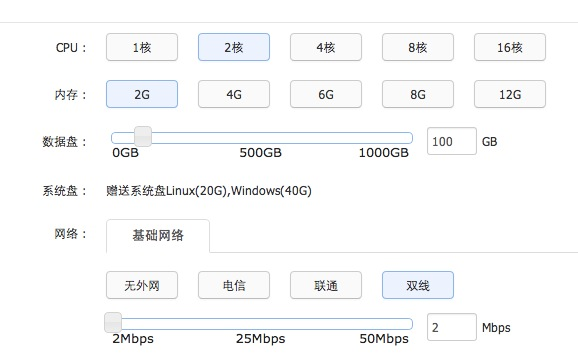 CPU： 1核 2核 4核 8核 16核
内存： 2G 4G 6G 8G 12G
数据盘： 100 GB
0GB 500GB 1000GB
系统盘： 赠送系统盘Linux(20G),Windows(40G)
网络： 基础网络
无外网 电信 联通 双线
2 Mbps
2Mbps 25Mbps 50Mbps